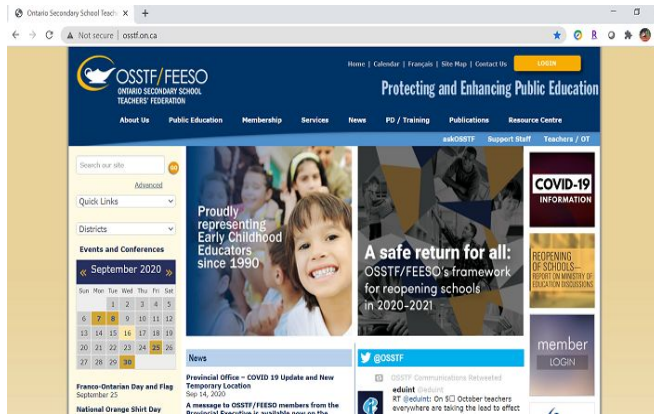 Ontario Secondary School Teach
Not secure | osstf.on.ca
Home | Calendar | Français | Site Map | Contact Us
LOGIN
OSSTF/FEESO
ONTARIO SECONDARY SCHOOL
TEACHERS' FEDERATION
Protecting and Enhancing Public Education
About Us Public Education Membership Services News PD / Training Publications Resource Centre
askOSSTF Support Staff Teachers / OT
Search our site
GO
Advanced
Quick Links
Districts
Events and Conferences
« September 2020 »
Sun Mon Tue Wed Thu Fri Sat
1 2 3 4 5
6 7 8 9 10 11 12
13 14 15 16 17 18 19
20 21 22 23 24 25 26
27 28 29 30
Franco-Ontarian Day and Flag
September 25
National Orange Shirt Day
Proudly
representing
Early Childhood
Educators
since 1990
A safe return for all:
OSSTF/FEESO's framework
for reopening schools
in 2020-2021
COVID-19
INFORMATION
REOPENING
OF SCHOOLS—
REPORT ON MINISTRY OF
EDUCATION DISCUSSIONS
member
LOGIN
News
Provincial Office – COVID 19 Update and New
Temporary Location
Sep 14, 2020
A message to OSSTF/FEESO members from the
Provincial Executive is available now on the
@OSSTF
OSSTF Communications Retweeted
eduint @eduint
RT @eduint: On 5⃣ October teachers
everywhere are taking the lead to effect